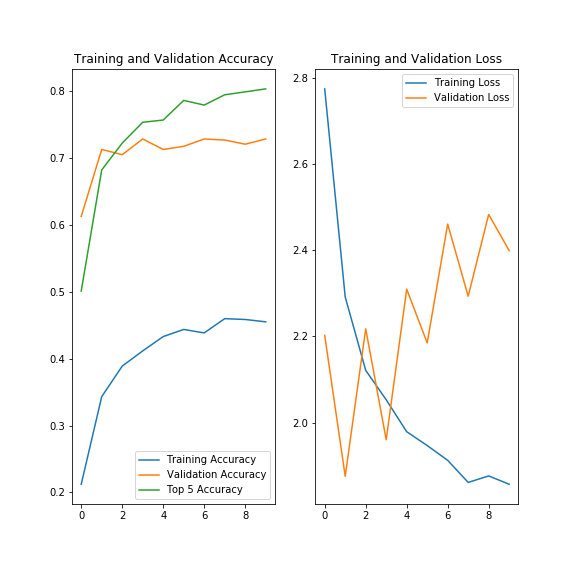 Training and Validation Accuracy
0.8
0.7
0.6
0.5
0.4
0.3
0.2
0 2 4 6 8
Training Accuracy
Validation Accuracy
Top 5 Accuracy
Training and Validation Loss
2.8
2.6
2.4
2.2
2.0
0 2 4 6 8
Training Loss
Validation Loss